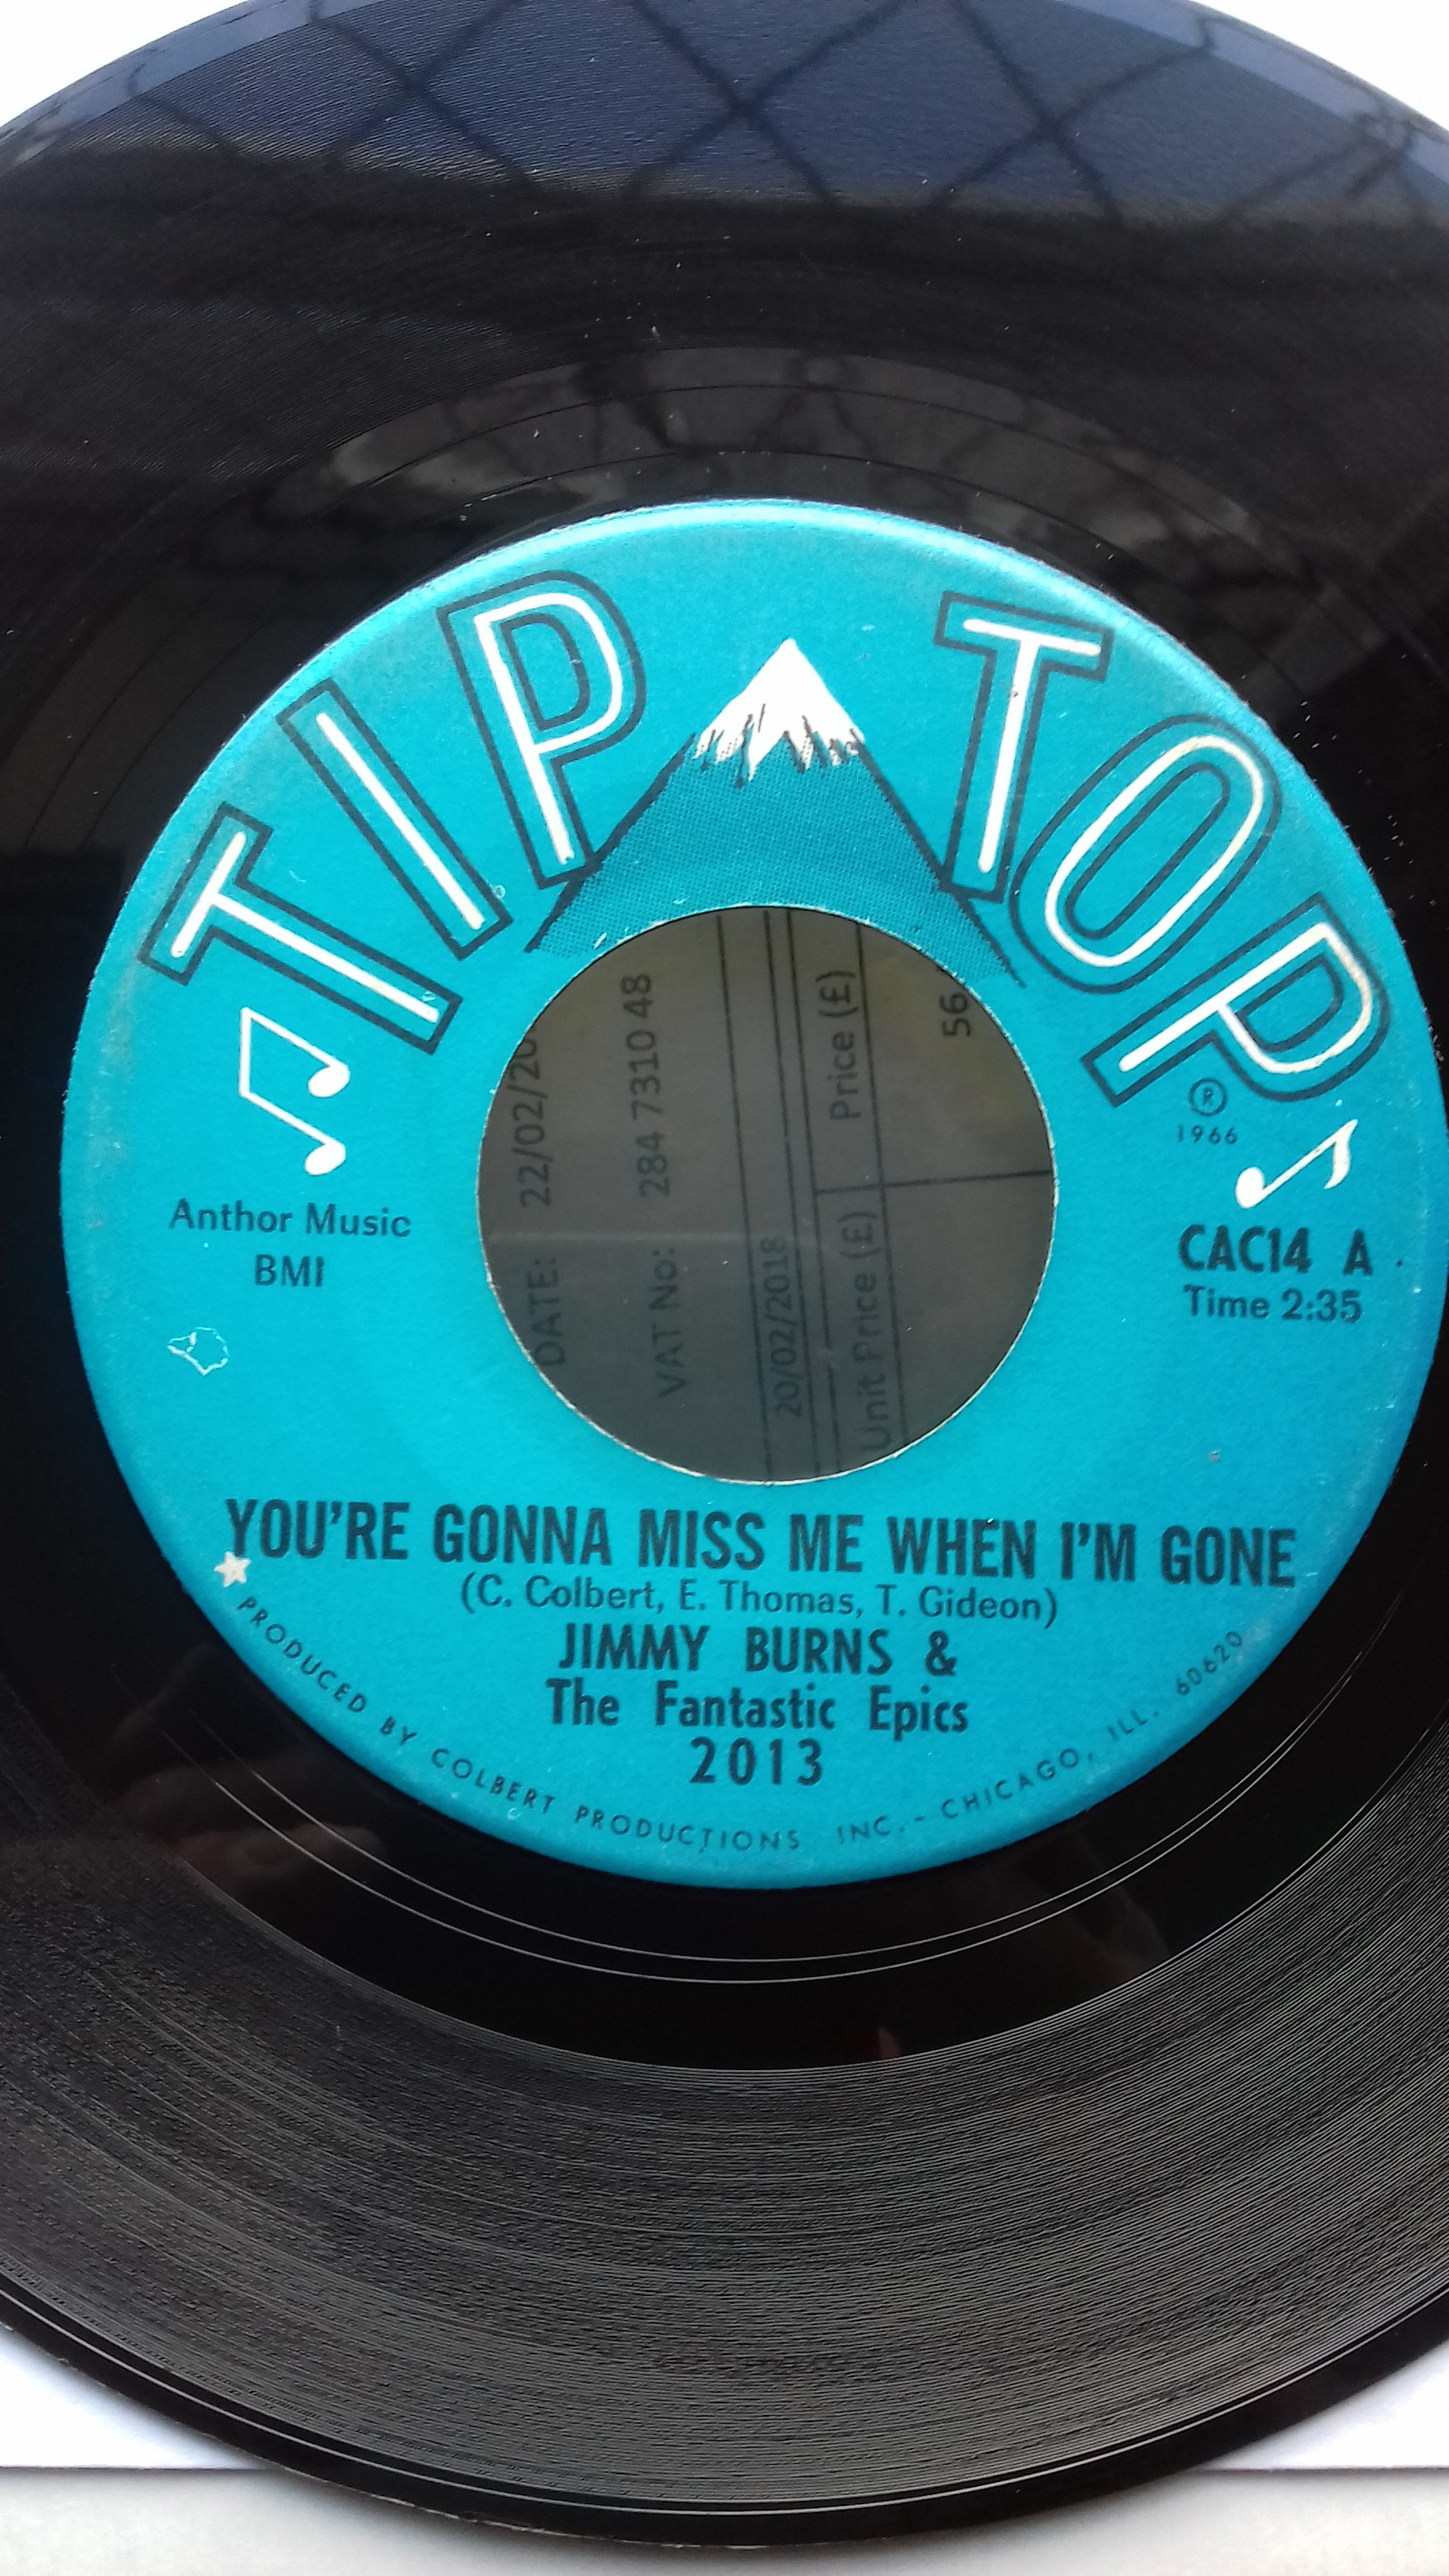 TIP TOP
®
1966
Anthor Music
BMI
CAC14 A
Time 2:35
DATE: 22/02/20
VAT No: 284 7310 48
20/02/2018
Unit Price (£) Price (£)
56
YOU'RE GONNA MISS ME WHEN I'M GONE
(C. Colbert, E. Thomas, T. Gideon)
JIMMY BURNS &
The Fantastic Epics
2013
PRODUCED BY COLBERT PRODUCTIONS INC. - CHICAGO, ILL. 60620